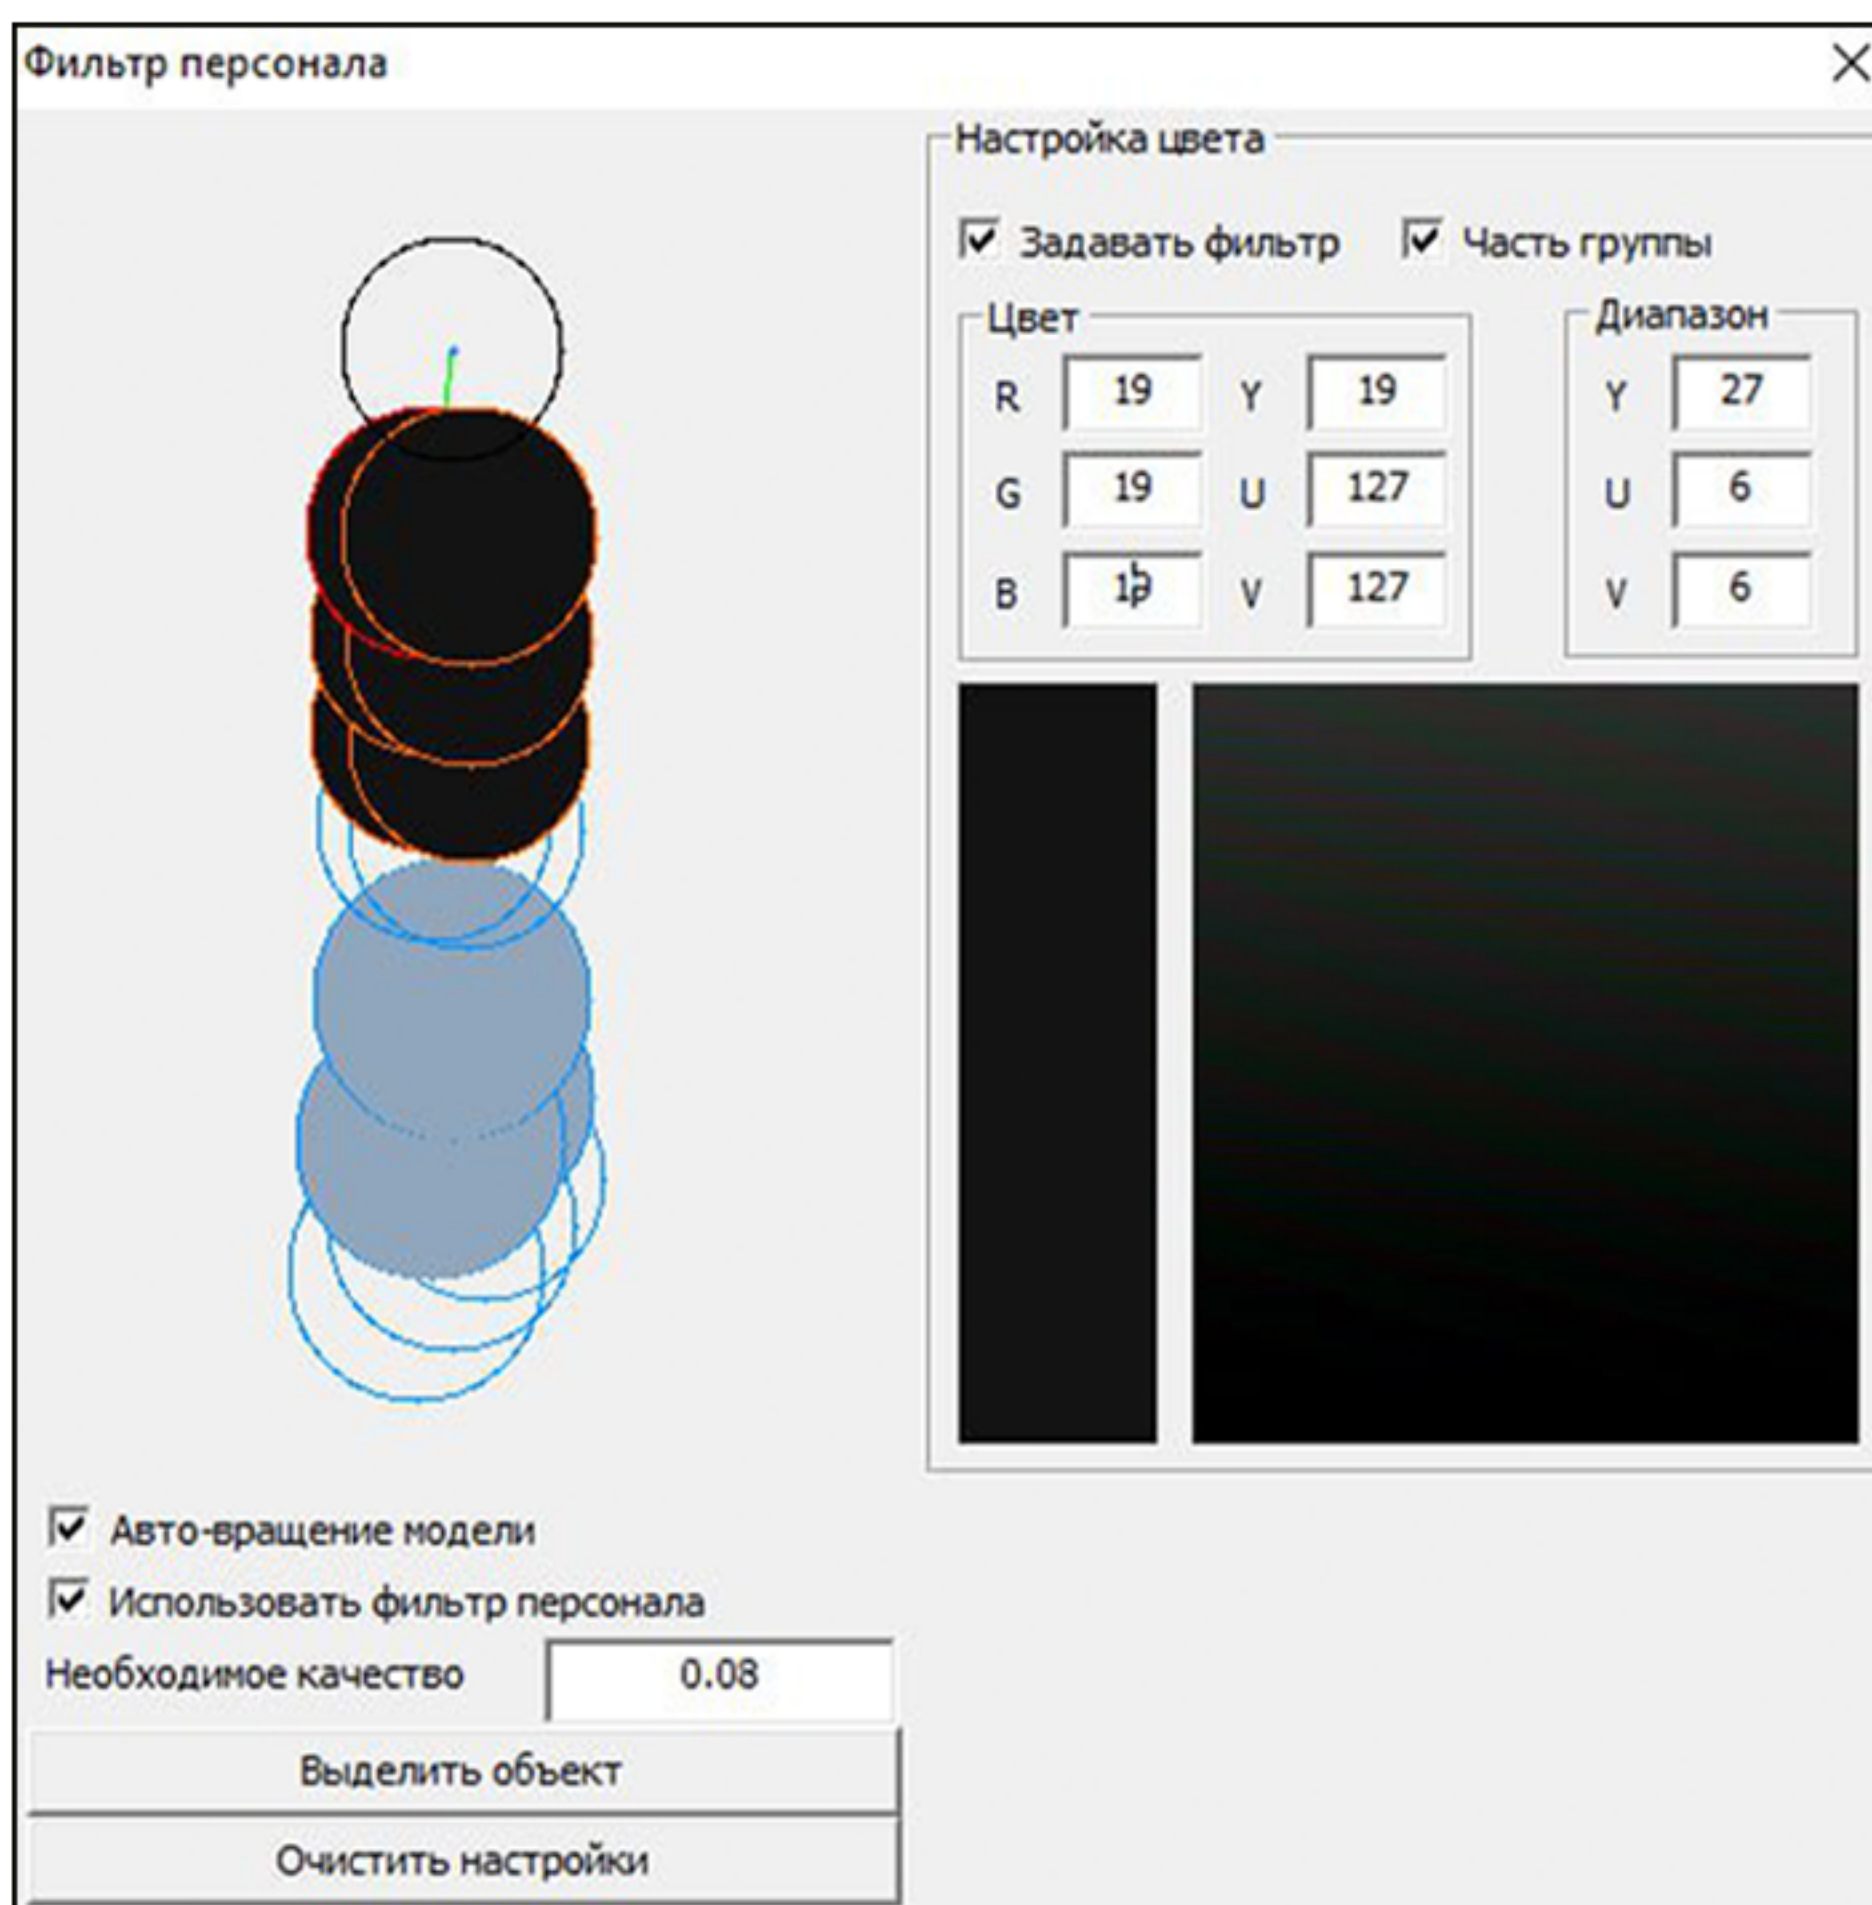 Фильтр персонала
Настройка цвета
Задавать фильтр Часть группы
Цвет Диапазон
R 19 Y 19 Y 27
G 19 U 127 U 6
B 19 V 127 V 6
Авто-вращение модели
Использовать фильтр персонала
Необходимое качество 0.08
Выделить объект
Очистить настройки